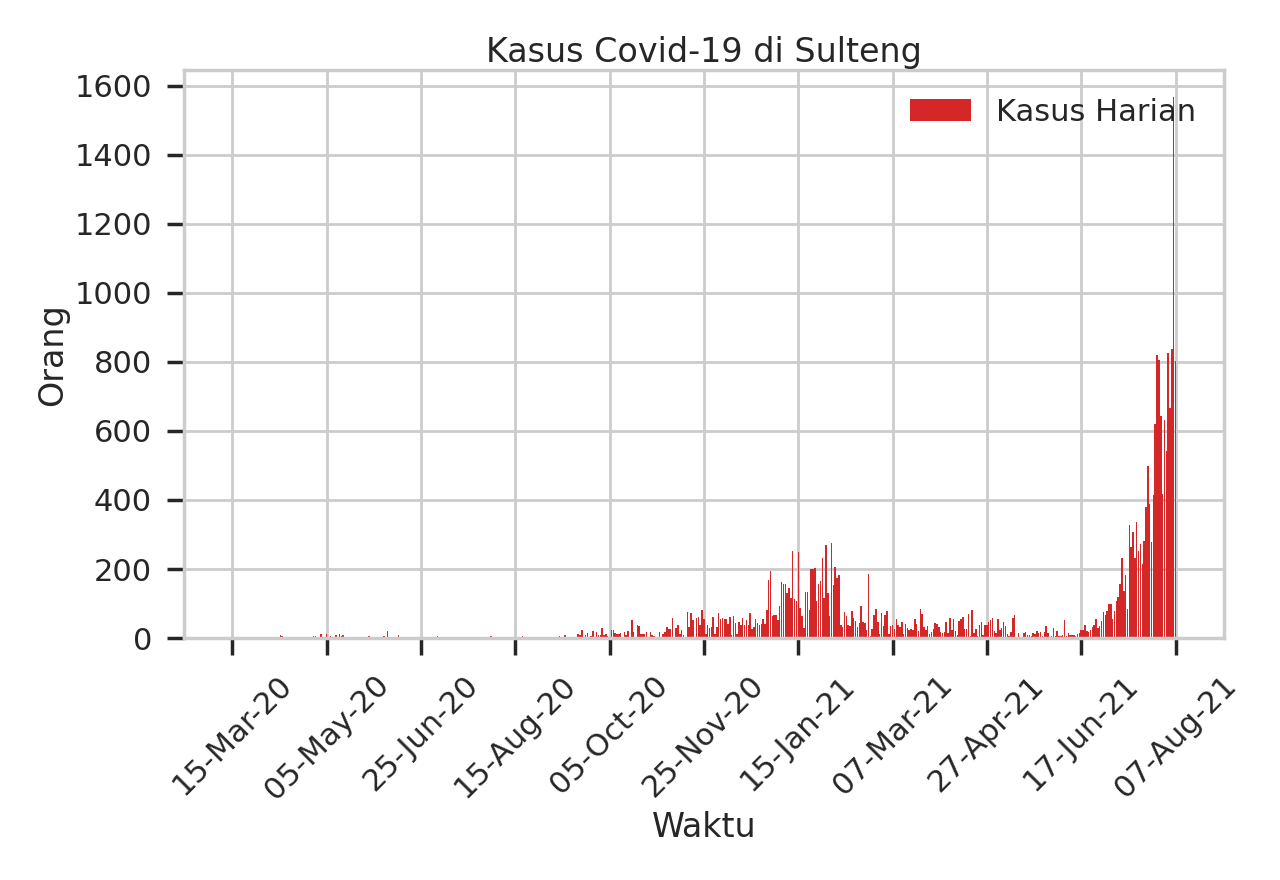 Kasus Covid-19 di Sulteng
Kasus Harian
Orang
1600
1400
1200
1000
800
600
400
200
0
15-Mar-20
05-May-20
25-Jun-20
15-Aug-20
05-Oct-20
25-Nov-20
15-Jan-21
07-Mar-21
27-Apr-21
17-Jun-21
07-Aug-21
Waktu